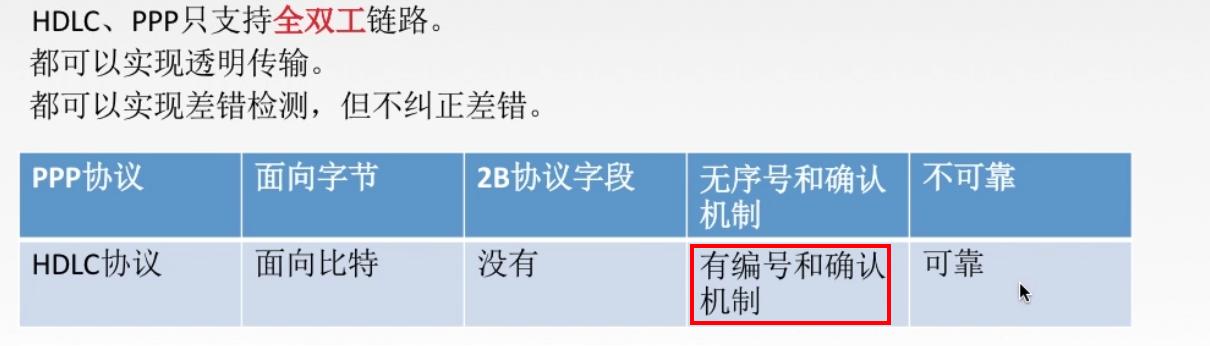 HDLC、PPP只支持全双工链路。
都可以实现透明传输。
都可以实现差错检测，但不纠正差错。
PPP协议 面向字节 2B协议字段 无序号和确认机制 不可靠
HDLC协议 面向比特 没有 有编号和确认机制 可靠